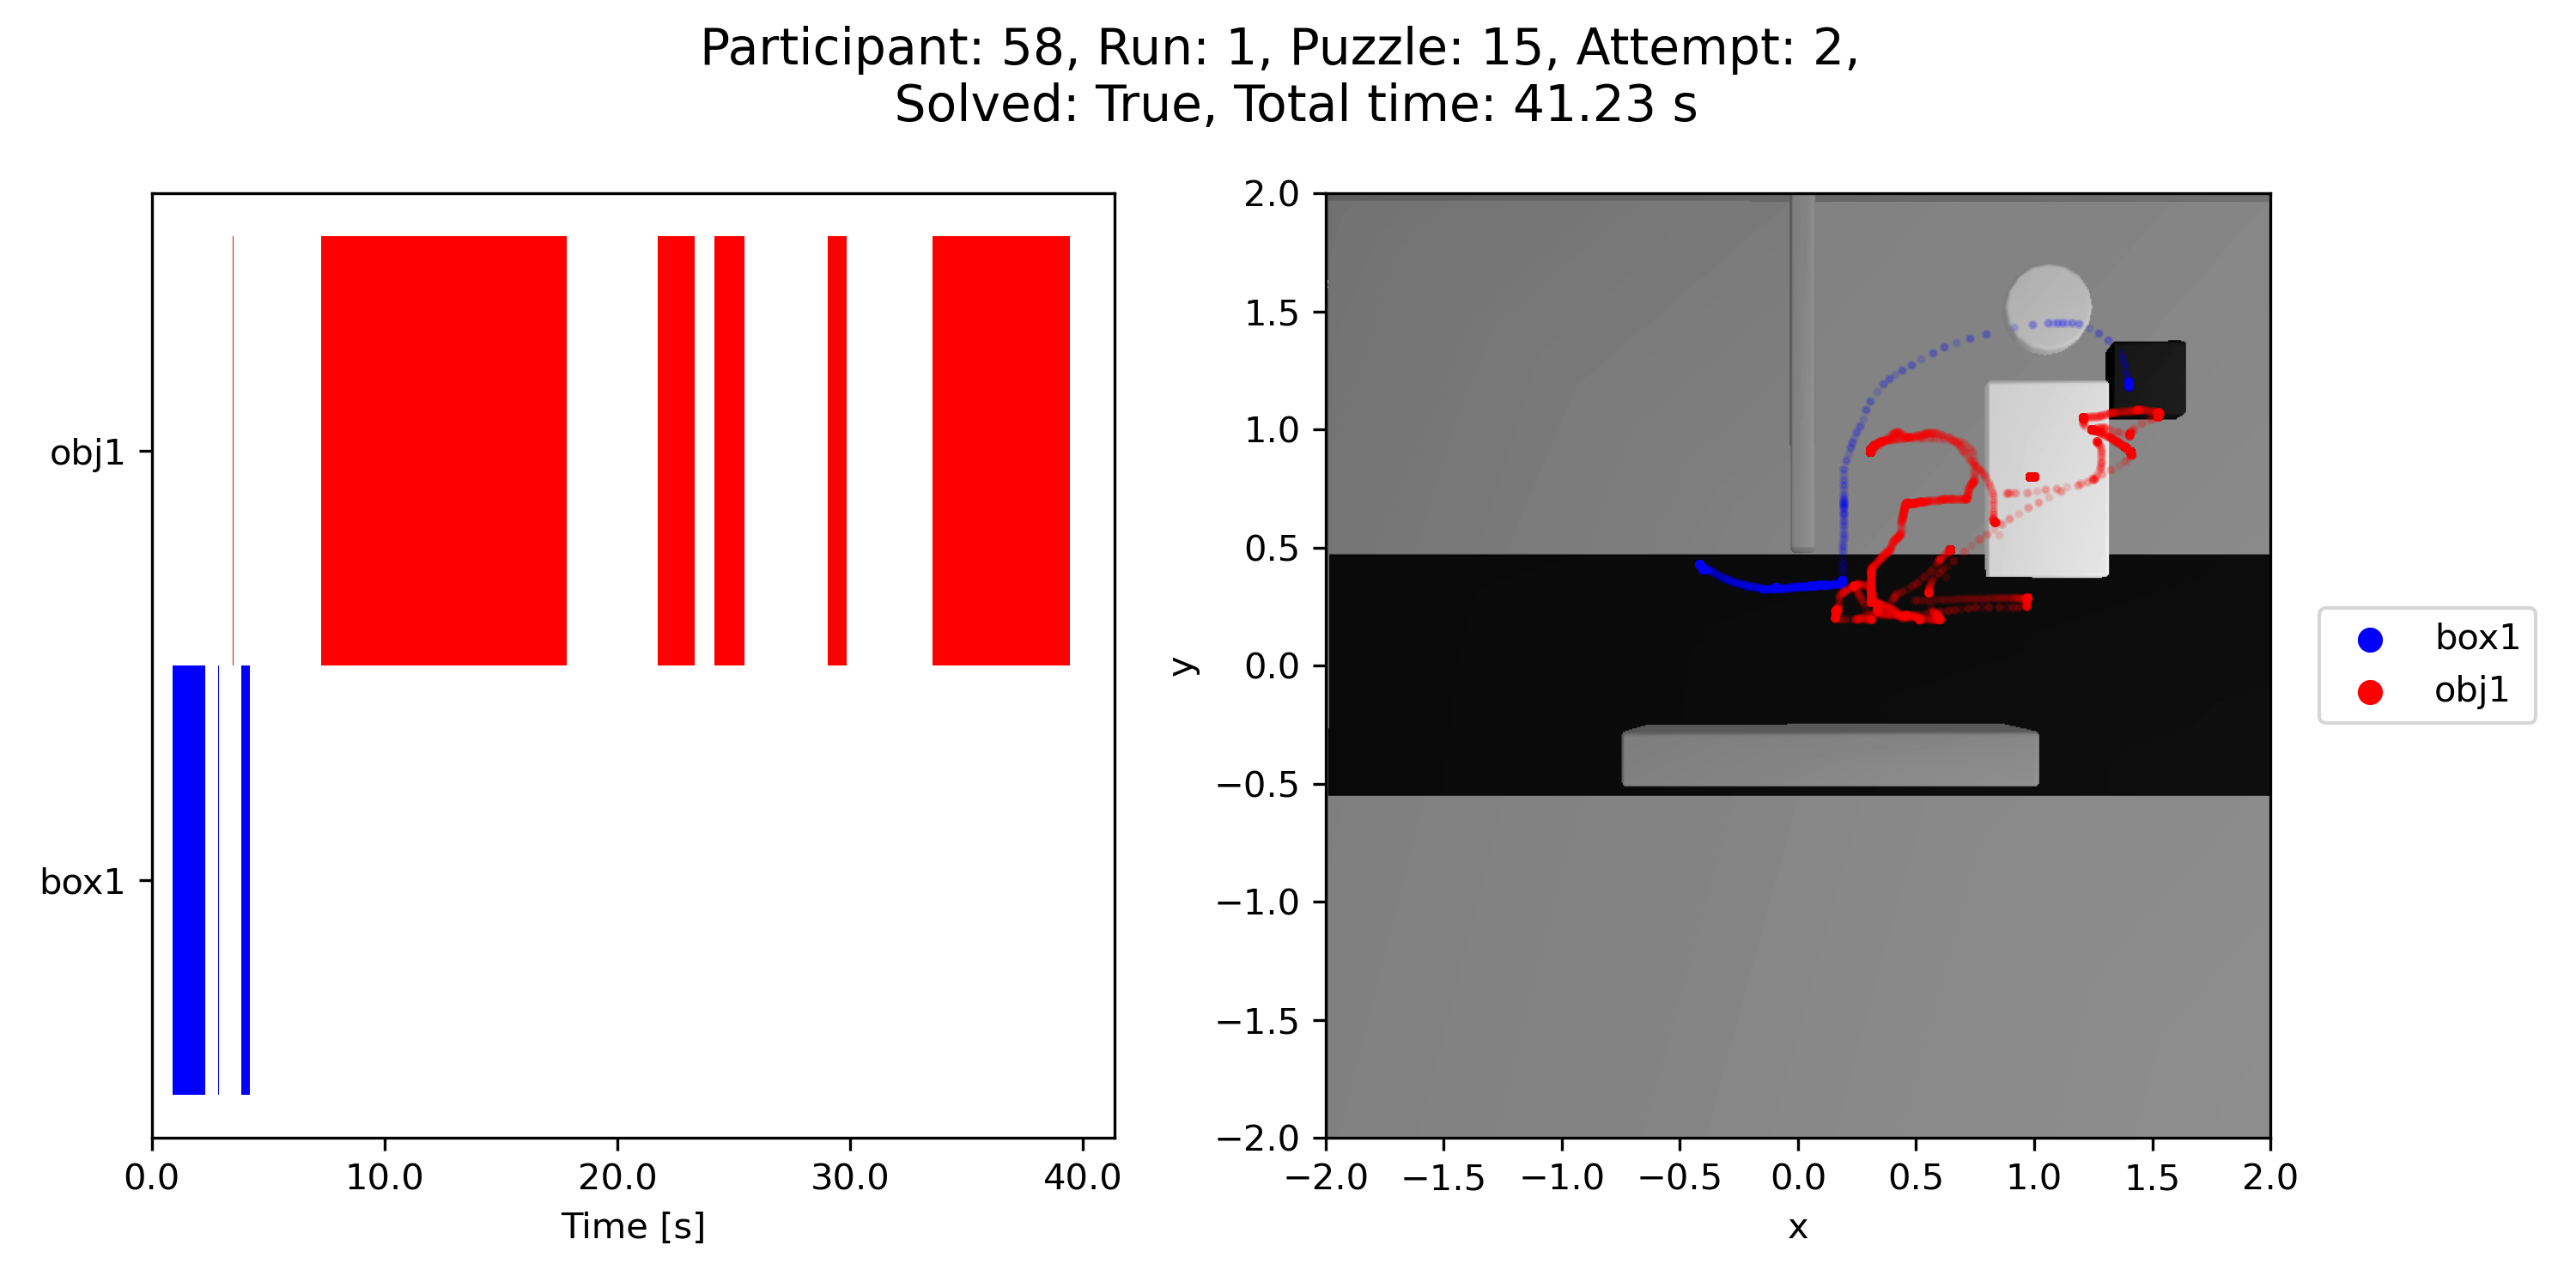 Participant: 58, Run: 1, Puzzle: 15, Attempt: 2,
Solved: True, Total time: 41.23 s
obj1
box1
0.0 10.0 20.0 30.0 40.0
Time [s]
2.0
1.5
1.0
0.5
0.0
−0.5
−1.0
−1.5
−2.0
y
−2.0 −1.5 −1.0 −0.5 0.0 0.5 1.0 1.5 2.0
x
box1
obj1